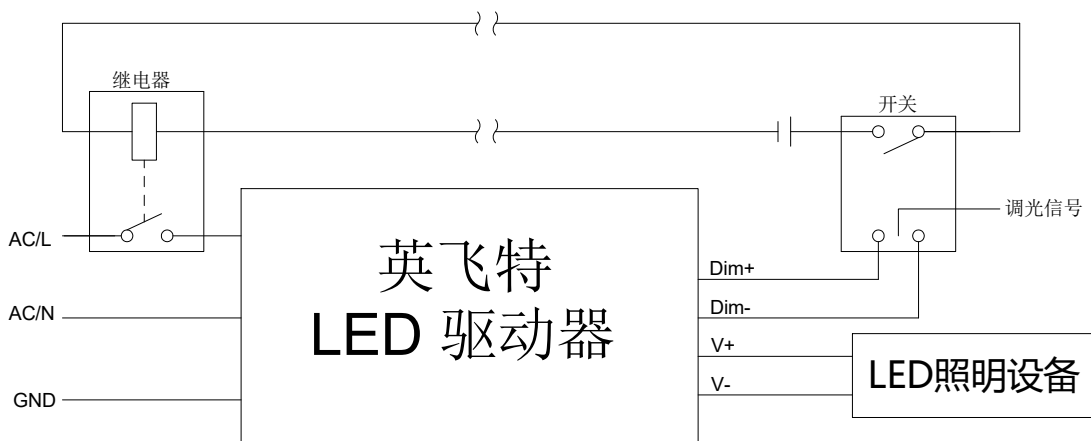 继电器
开关
调光信号
AC/L
英飞特
LED 驱动器
Dim+
AC/N
Dim-
V+
LED照明设备
V-
GND